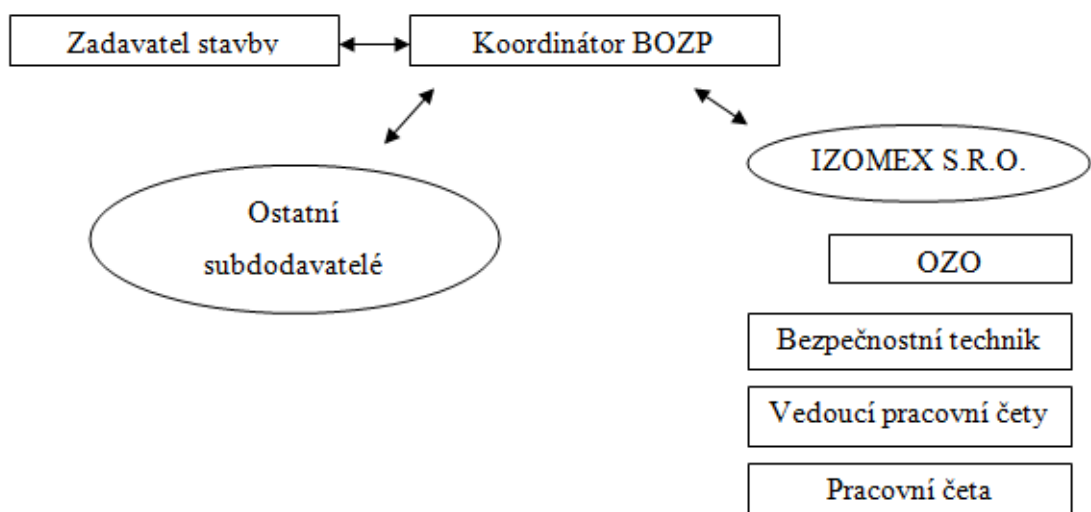 Zadavatel stavby
Koordinátor BOZP
IZOMEX S.R.O.
Ostatní
subdodavatelé
OZO
Bezpečnostní technik
Vedoucí pracovní čety
Pracovní četa